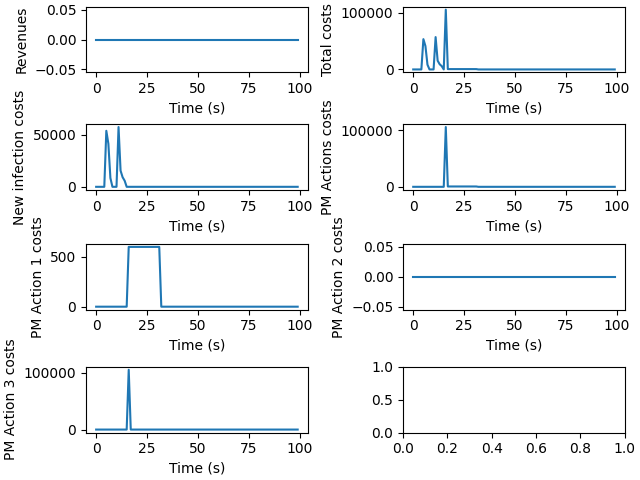 Revenues
0.05
0.00
−0.05
0 25 50 75 100
Time (s)
Total costs
100000
0
0 25 50 75 100
Time (s)
New infection costs
50000
0
0 25 50 75 100
Time (s)
PM Actions costs
100000
0
0 25 50 75 100
Time (s)
PM Action 1 costs
500
0
0 25 50 75 100
Time (s)
PM Action 2 costs
0.05
0.00
−0.05
0 25 50 75 100
Time (s)
PM Action 3 costs
100000
0
0 25 50 75 100
Time (s)
1.0
0.5
0.0
0.0 0.2 0.4 0.6 0.8 1.0